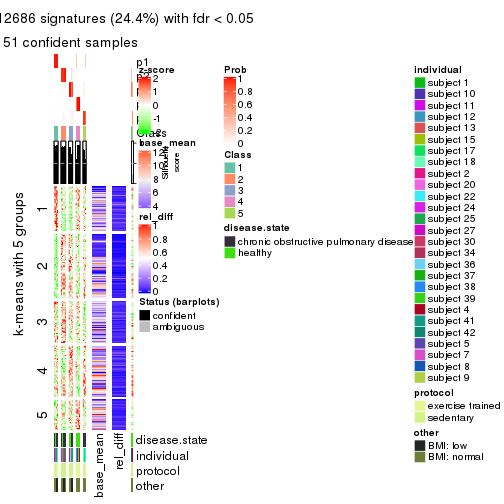 12686 signatures (24.4%) with fdr < 0.05
51 confident samples
p1
p2
z-score
2
1
0
-1
-2
Class
base_mean
12
10
8
6
4
Silhouette
score
rel_diff
1
0.8
0.6
0.4
0.2
0
Status (barplots)
confident
ambiguous
k-means with 5 groups
1
2
3
4
5
base_mean
rel_diff
disease.state
individual
protocol
other
Prob
1
0.8
0.6
0.4
0.2
0
Class
1
2
3
4
5
disease.state
chronic obstructive pulmonary disease
healthy
individual
subject 1
subject 10
subject 11
subject 12
subject 13
subject 15
subject 17
subject 18
subject 2
subject 20
subject 22
subject 24
subject 25
subject 27
subject 30
subject 34
subject 36
subject 37
subject 38
subject 39
subject 4
subject 41
subject 42
subject 5
subject 7
subject 8
subject 9
protocol
exercise trained
sedentary
other
BMI: low
BMI: normal